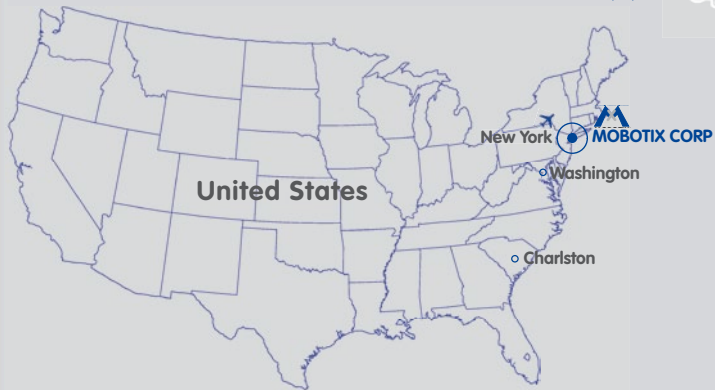 New York
MOBOTIX CORP
Washington
United States
Charlston